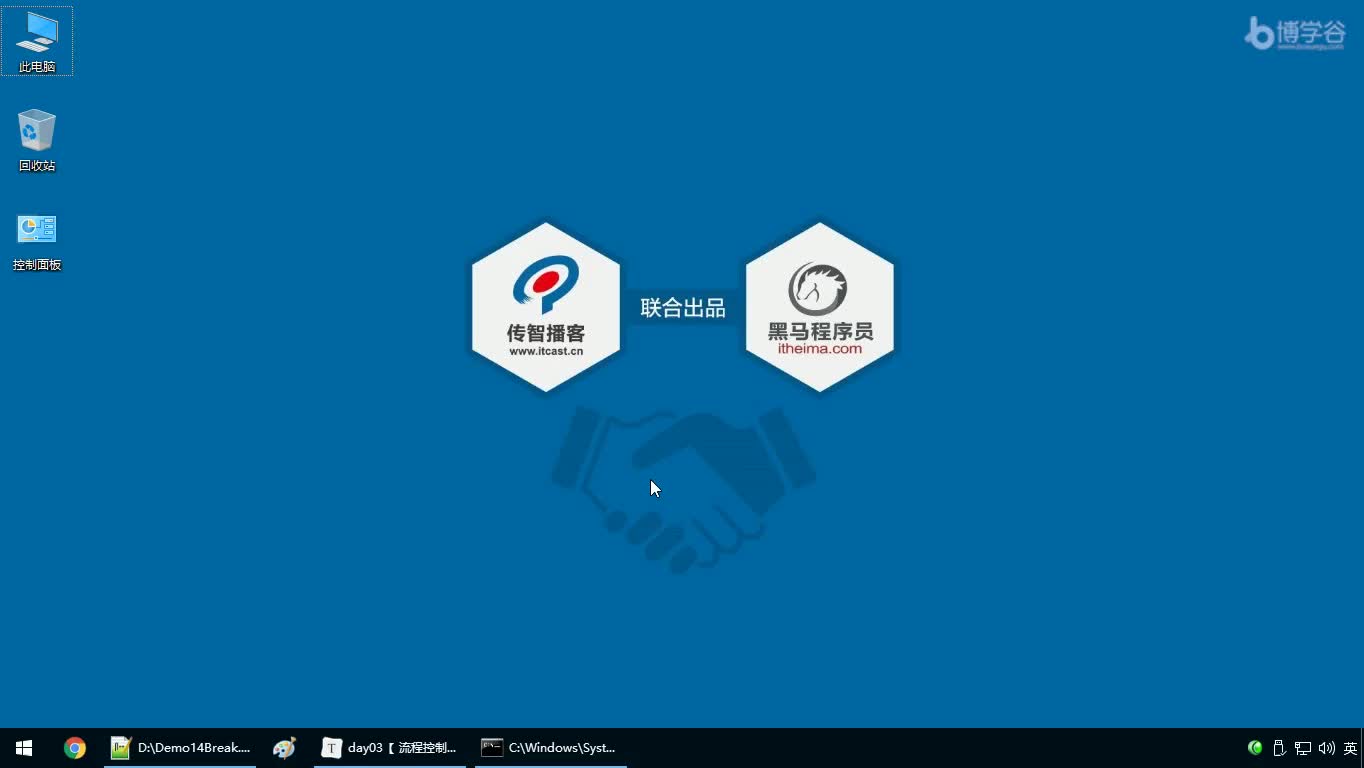 此电脑
回收站
控制面板
博学谷
传智播客
www.itcast.cn
联合出品
黑马程序员
itheima.com
D:\Demo14Break....
day03【 流程控制...
C:\Windows\Syst...
英